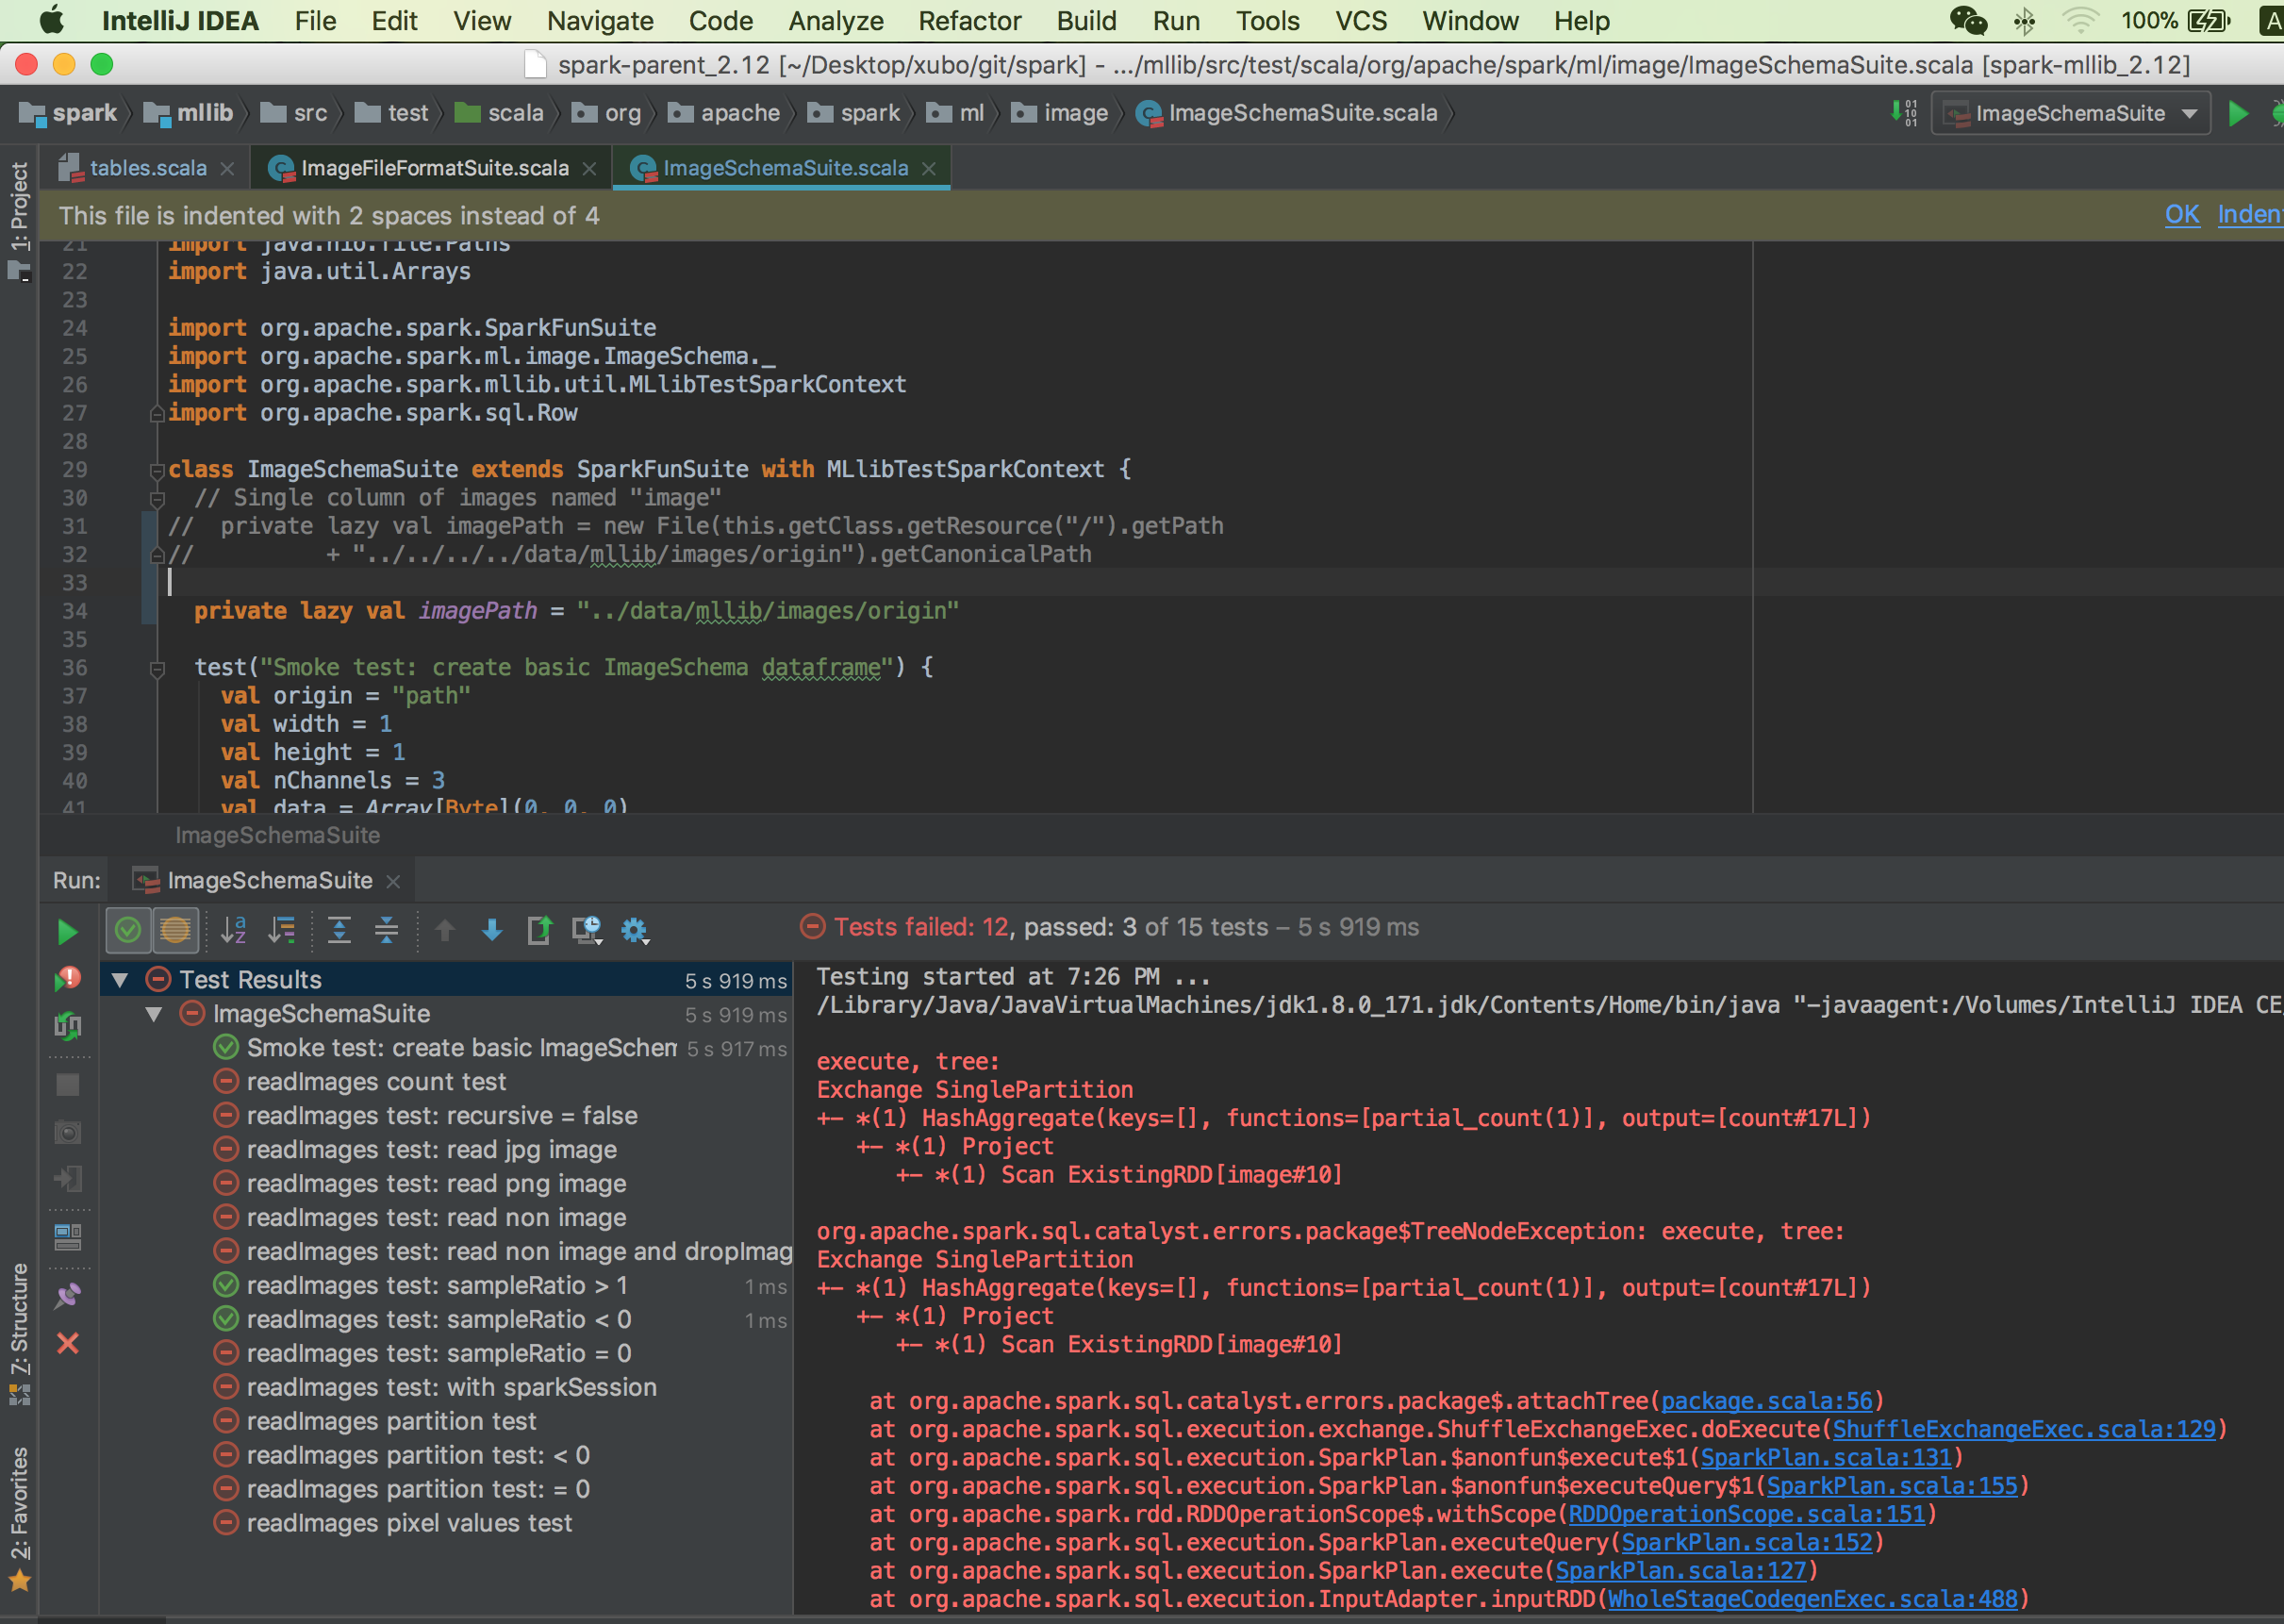 IntelliJ IDEA File Edit View Navigate Code Analyze Refactor Build Run Tools VCS Window Help 100% A
spark-parent_2.12 [~/Desktop/xubo/git/spark] - .../mllib/src/test/scala/org/apache/spark/ml/image/ImageSchemaSuite.scala [spark-mllib_2.12]
spark mllib src test scala org apache spark ml image ImageSchemaSuite.scala ImageSchemaSuite
tables.scala ImageFileFormatSuite.scala ImageSchemaSuite.scala
This file is indented with 2 spaces instead of 4 OK Indent
1: Project
21 import java.nio.file.Paths
22 import java.util.Arrays
23
24 import org.apache.spark.SparkFunSuite
25 import org.apache.spark.ml.image.ImageSchema._
26 import org.apache.spark.mllib.util.MLlibTestSparkContext
27 import org.apache.spark.sql.Row
28
29 class ImageSchemaSuite extends SparkFunSuite with MLlibTestSparkContext {
30 // Single column of images named "image"
31 // private lazy val imagePath = new File(this.getClass.getResource("/").getPath
32 // + "../../../../data/mllib/images/origin").getCanonicalPath
33
34 private lazy val imagePath = "../data/mllib/images/origin"
35
36 test("Smoke test: create basic ImageSchema dataframe") {
37 val origin = "path"
38 val width = 1
39 val height = 1
40 val nChannels = 3
41 val data = Array[Byte](0, 0, 0)
ImageSchemaSuite
Run: ImageSchemaSuite
Tests failed: 12, passed: 3 of 15 tests – 5 s 919 ms
Test Results 5 s 919 ms
ImageSchemaSuite 5 s 919 ms
Smoke test: create basic ImageSchem 5 s 917 ms
readImages count test
readImages test: recursive = false
readImages test: read jpg image
readImages test: read png image
readImages test: read non image
readImages test: read non image and dropImag
readImages test: sampleRatio > 1 1 ms
readImages test: sampleRatio < 0 1 ms
readImages test: sampleRatio = 0
readImages test: with sparkSession
readImages partition test
readImages partition test: < 0
readImages partition test: = 0
readImages pixel values test
7: Structure
2: Favorites
Testing started at 7:26 PM ...
/Library/Java/JavaVirtualMachines/jdk1.8.0_171.jdk/Contents/Home/bin/java "-javaagent:/Volumes/IntelliJ IDEA CE
execute, tree:
Exchange SinglePartition
+- *(1) HashAggregate(keys=[], functions=[partial_count(1)], output=[count#17L])
+- *(1) Project
+- *(1) Scan ExistingRDD[image#10]
org.apache.spark.sql.catalyst.errors.package$TreeNodeException: execute, tree:
Exchange SinglePartition
+- *(1) HashAggregate(keys=[], functions=[partial_count(1)], output=[count#17L])
+- *(1) Project
+- *(1) Scan ExistingRDD[image#10]
at org.apache.spark.sql.catalyst.errors.package$.attachTree(package.scala:56)
at org.apache.spark.sql.execution.exchange.ShuffleExchangeExec.doExecute(ShuffleExchangeExec.scala:129)
at org.apache.spark.sql.execution.SparkPlan.$anonfun$execute$1(SparkPlan.scala:131)
at org.apache.spark.sql.execution.SparkPlan.$anonfun$executeQuery$1(SparkPlan.scala:155)
at org.apache.spark.rdd.RDDOperationScope$.withScope(RDDOperationScope.scala:151)
at org.apache.spark.sql.execution.SparkPlan.executeQuery(SparkPlan.scala:152)
at org.apache.spark.sql.execution.SparkPlan.execute(SparkPlan.scala:127)
at org.apache.spark.sql.execution.InputAdapter.inputRDD(WholeStageCodegenExec.scala:488)